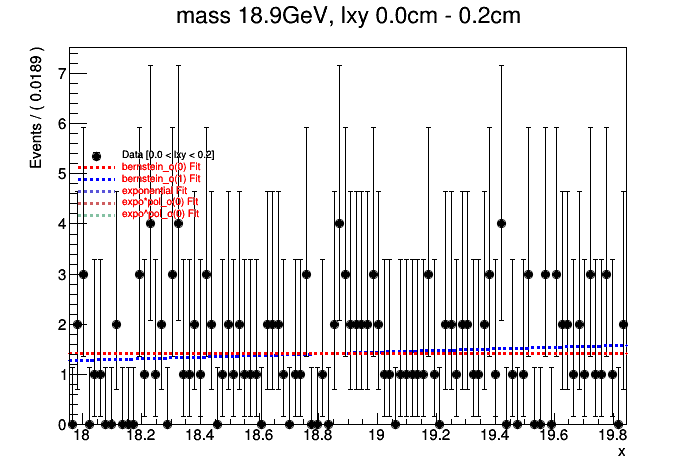 mass 18.9GeV, lxy 0.0cm - 0.2cm
Events / ( 0.0189 )
7
6
5
4
3
2
1
0
Data [0.0 < lxy < 0.2]
bernstein_o(0) Fit
bernstein_o(1) Fit
exponential Fit
expo*pol_o(0) Fit
expo*pol_o(0) Fit
18 18.2 18.4 18.6 18.8 19 19.2 19.4 19.6 19.8
x